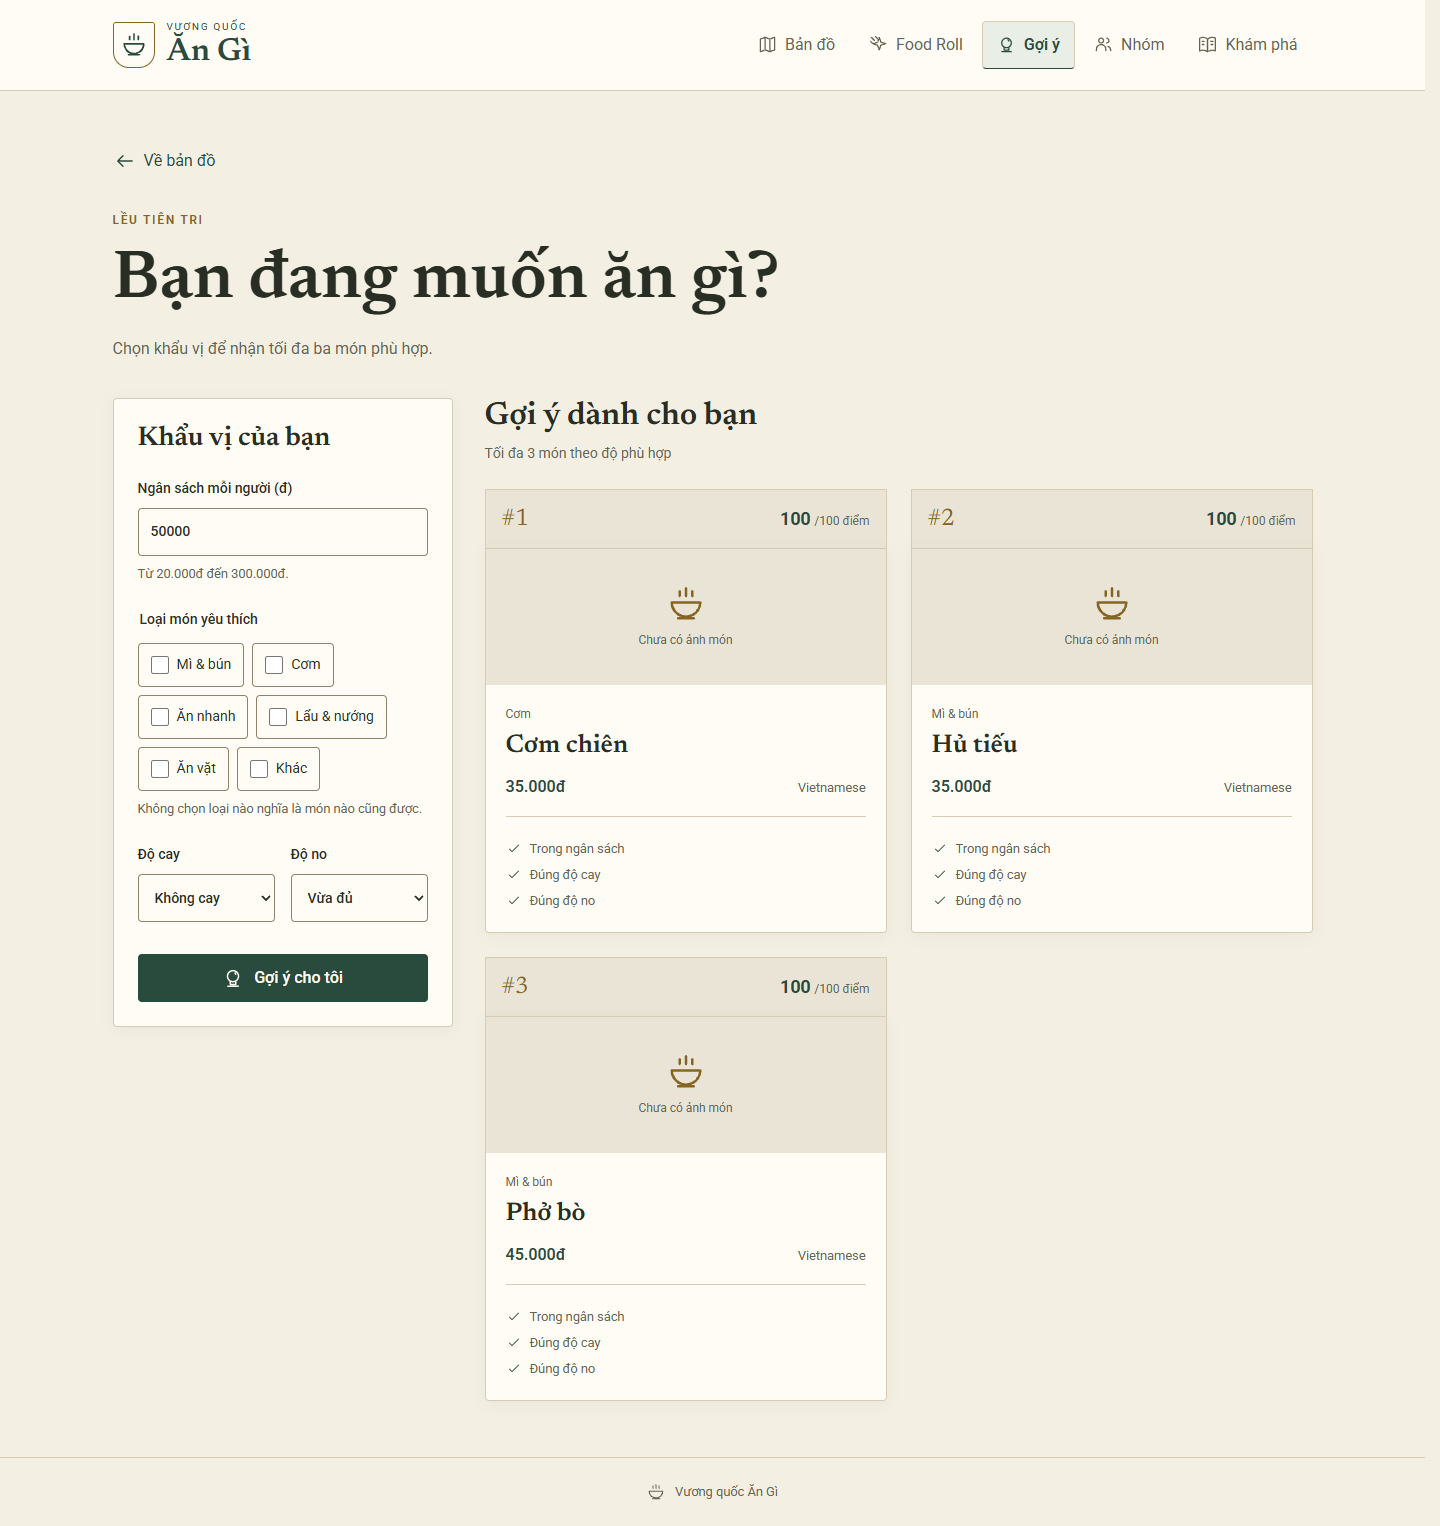 VƯƠNG QUỐC
Ăn Gì
Bản đồ
Food Roll
Gợi ý
Nhóm
Khám phá
Về bản đồ
LỀU TIÊN TRI
Bạn đang muốn ăn gì?
Chọn khẩu vị để nhận tối đa ba món phù hợp.
Khẩu vị của bạn
Ngân sách mỗi người (đ)
50000
Từ 20.000đ đến 300.000đ.
Loại món yêu thích
Mì & bún
Cơm
Ăn nhanh
Lẩu & nướng
Ăn vặt
Khác
Không chọn loại nào nghĩa là món nào cũng được.
Độ cay
Độ no
Không cay
Vừa đủ
Gợi ý cho tôi
Gợi ý dành cho bạn
Tối đa 3 món theo độ phù hợp
#1
100 /100 điểm
Chưa có ảnh món
Cơm
Cơm chiên
35.000đ
Vietnamese
Trong ngân sách
Đúng độ cay
Đúng độ no
#2
100 /100 điểm
Chưa có ảnh món
Mì & bún
Hủ tiếu
35.000đ
Vietnamese
Trong ngân sách
Đúng độ cay
Đúng độ no
#3
100 /100 điểm
Chưa có ảnh món
Mì & bún
Phở bò
45.000đ
Vietnamese
Trong ngân sách
Đúng độ cay
Đúng độ no
Vương quốc Ăn Gì